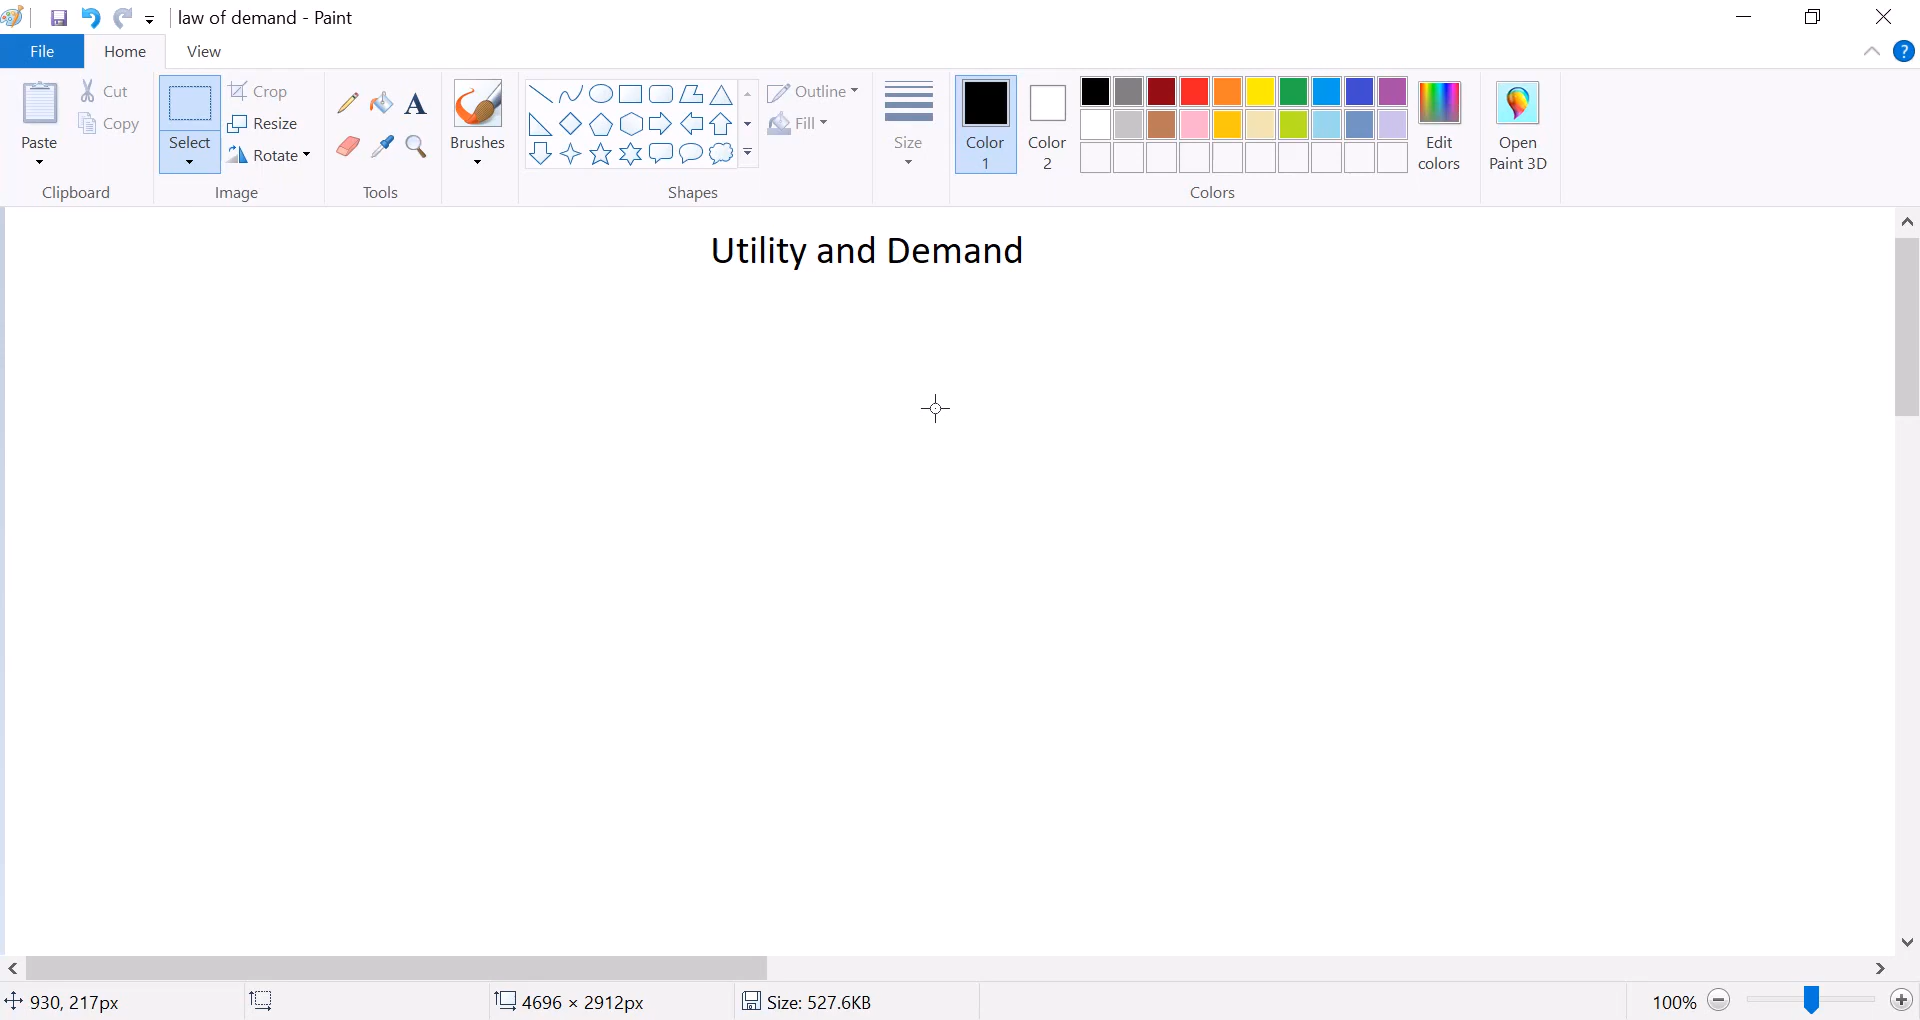 law of demand - Paint
File Home View
Paste Cut Copy Select Crop Resize Rotate Brushes Outline Fill Size Color 1 Color 2 Edit colors Open Paint 3D
Clipboard Image Tools Shapes Colors
Utility and Demand
930, 217px 4696 × 2912px Size: 527.6KB 100%